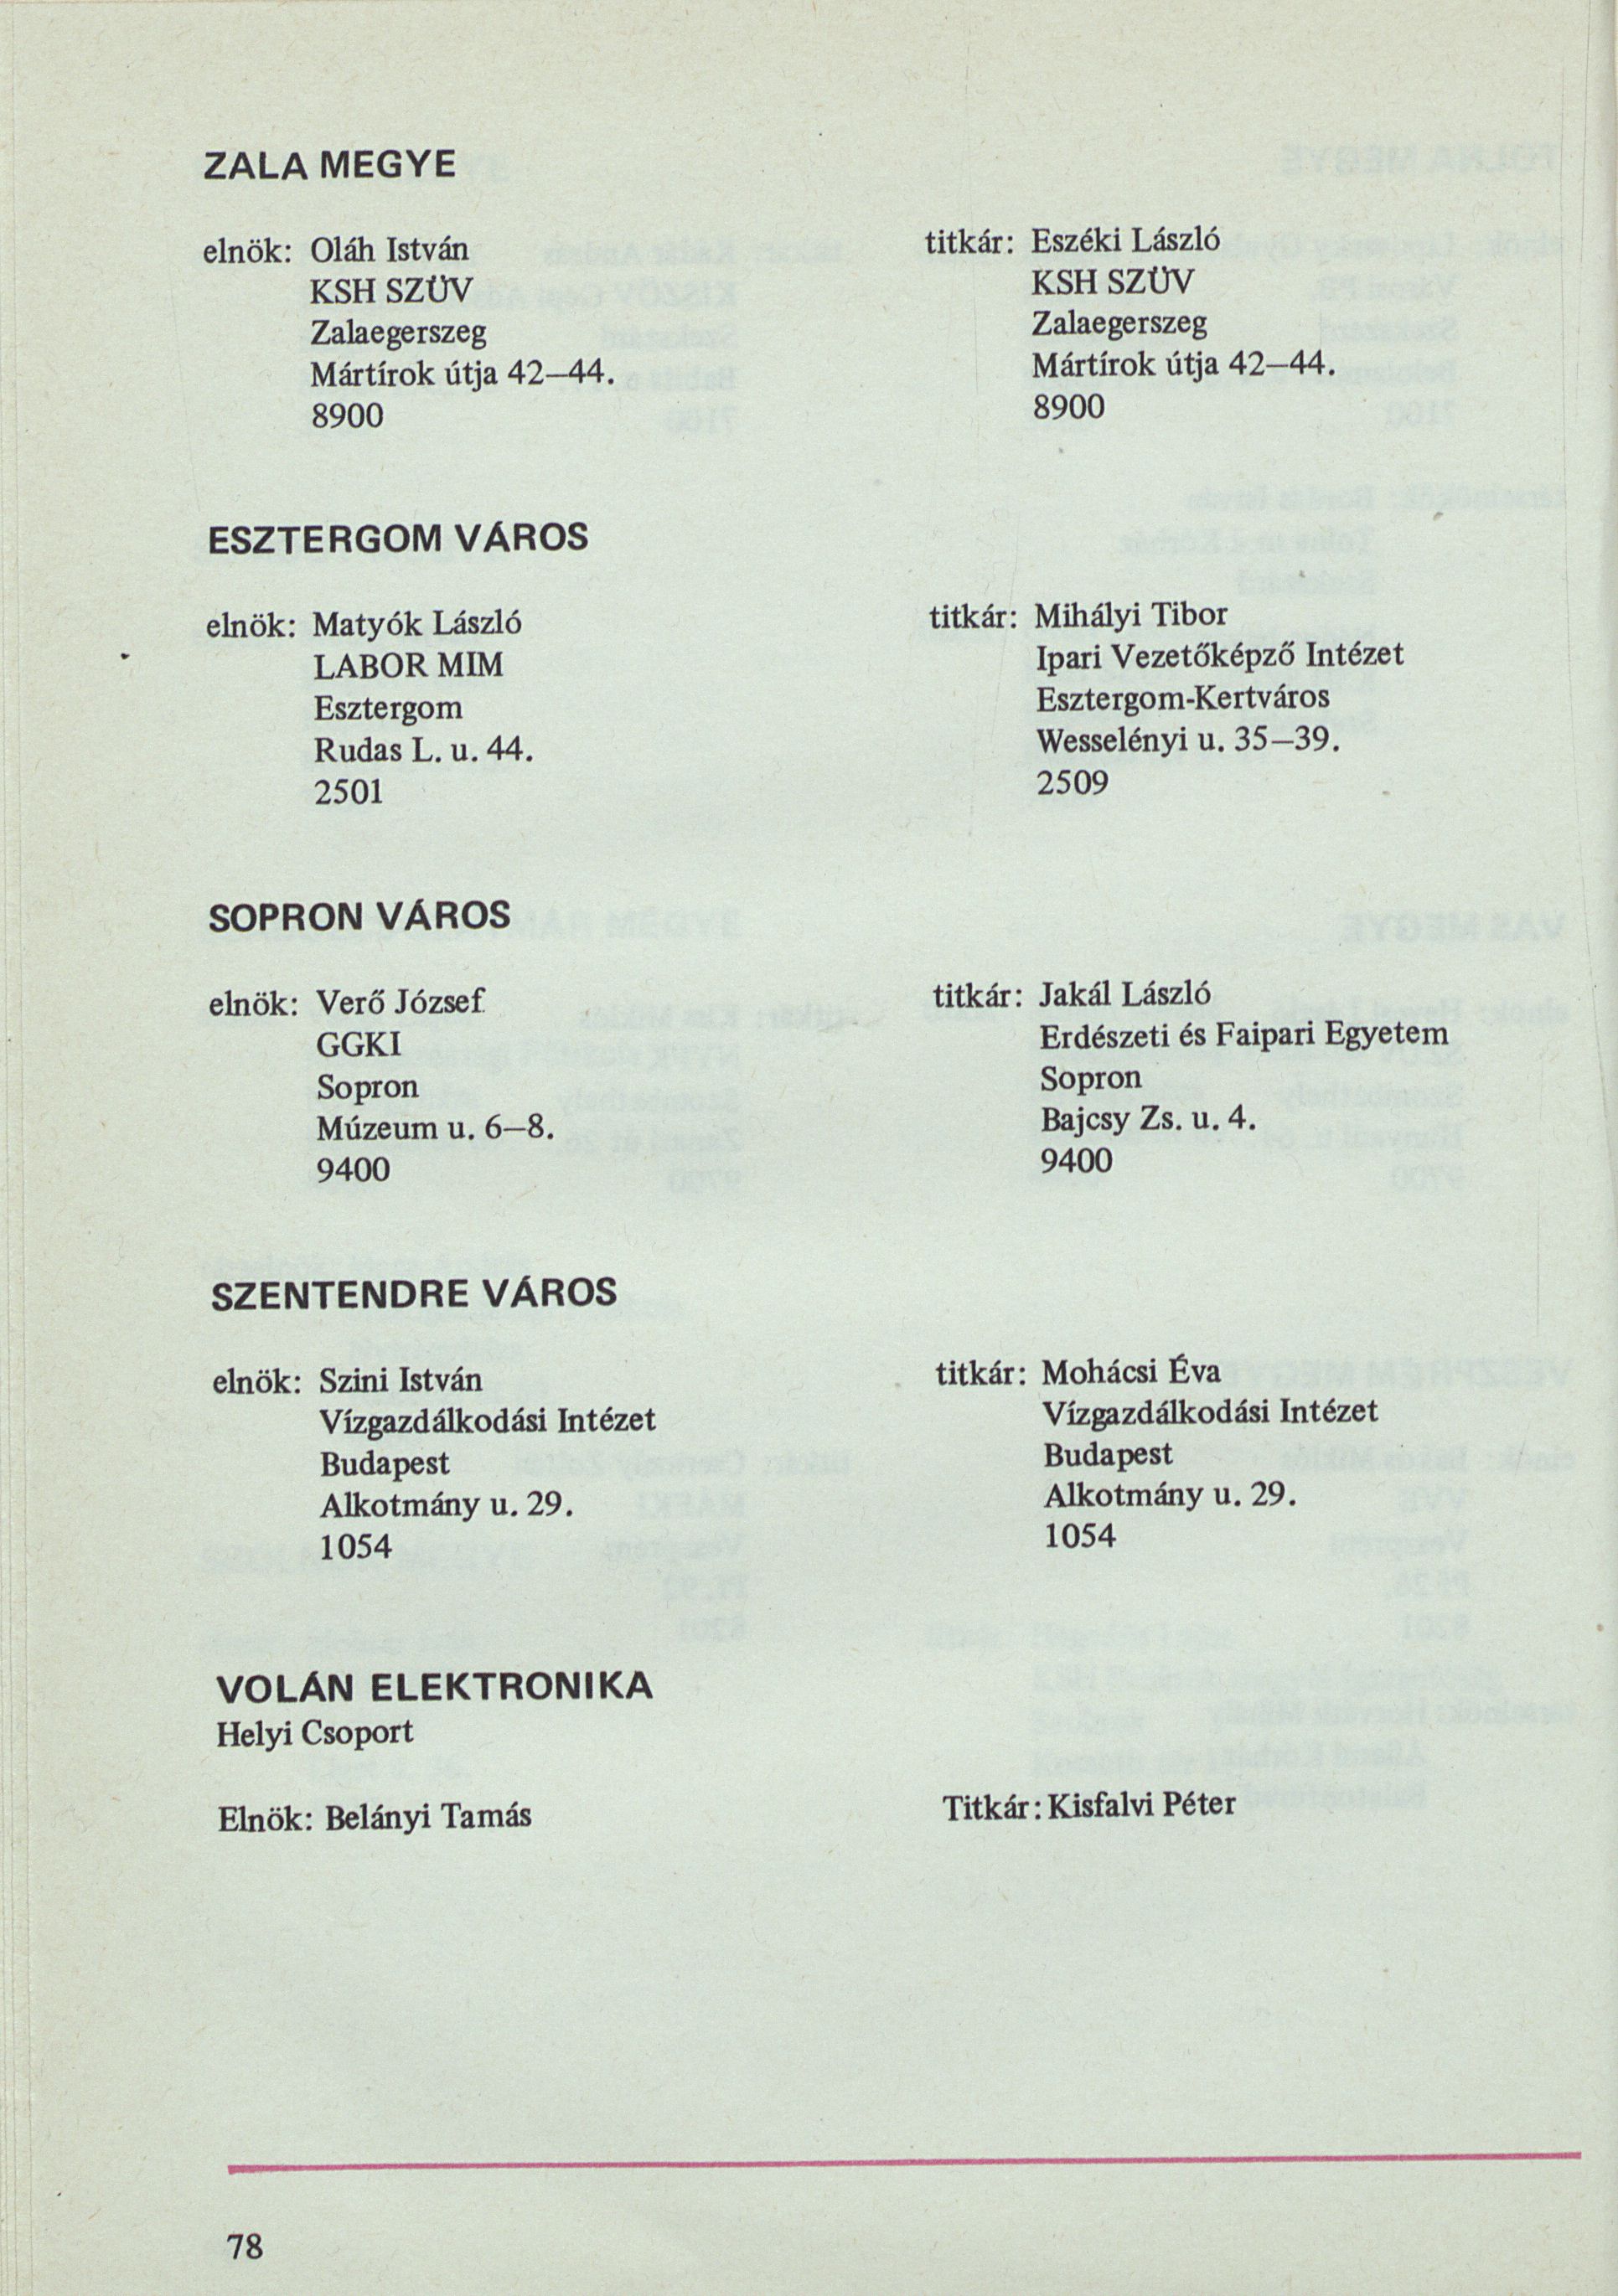 ZALA MEGYE
elnök: Oláh István
KSH SZÜV
Zalaegerszeg
Mártírok útja 42–44.
8900
titkár: Eszéki László
KSH SZÜV
Zalaegerszeg
Mártírok útja 42–44.
8900
ESZTERGOM VÁROS
elnök: Matyók László
LABOR MIM
Esztergom
Rudas L. u. 44.
2501
titkár: Mihályi Tibor
Ipari Vezetőképző Intézet
Esztergom-Kertváros
Wesselényi u. 35–39.
2509
SOPRON VÁROS
elnök: Verő József
GGKI
Sopron
Múzeum u. 6–8.
9400
titkár: Jakál László
Erdészeti és Faipari Egyetem
Sopron
Bajcsy Zs. u. 4.
9400
SZENTENDRE VÁROS
elnök: Szini István
Vízgazdálkodási Intézet
Budapest
Alkotmány u. 29.
1054
titkár: Mohácsi Éva
Vízgazdálkodási Intézet
Budapest
Alkotmány u. 29.
1054
VOLÁN ELEKTRONIKA
Helyi Csoport
Elnök: Belányi Tamás
Titkár: Kisfalvi Péter
78